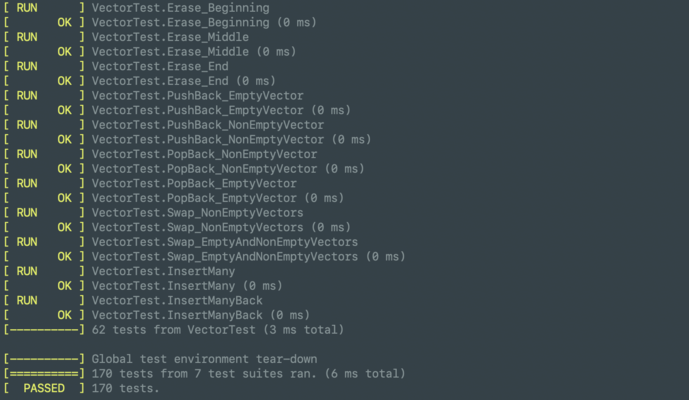 [ RUN      ] VectorTest.Erase_Beginning
[       OK ] VectorTest.Erase_Beginning (0 ms)
[ RUN      ] VectorTest.Erase_Middle
[       OK ] VectorTest.Erase_Middle (0 ms)
[ RUN      ] VectorTest.Erase_End
[       OK ] VectorTest.Erase_End (0 ms)
[ RUN      ] VectorTest.PushBack_EmptyVector
[       OK ] VectorTest.PushBack_EmptyVector (0 ms)
[ RUN      ] VectorTest.PushBack_NonEmptyVector
[       OK ] VectorTest.PushBack_NonEmptyVector (0 ms)
[ RUN      ] VectorTest.PopBack_NonEmptyVector
[       OK ] VectorTest.PopBack_NonEmptyVector (0 ms)
[ RUN      ] VectorTest.PopBack_EmptyVector
[       OK ] VectorTest.PopBack_EmptyVector (0 ms)
[ RUN      ] VectorTest.Swap_NonEmptyVectors
[       OK ] VectorTest.Swap_NonEmptyVectors (0 ms)
[ RUN      ] VectorTest.Swap_EmptyAndNonEmptyVectors
[       OK ] VectorTest.Swap_EmptyAndNonEmptyVectors (0 ms)
[ RUN      ] VectorTest.InsertMany
[       OK ] VectorTest.InsertMany (0 ms)
[ RUN      ] VectorTest.InsertManyBack
[       OK ] VectorTest.InsertManyBack (0 ms)
[----------] 62 tests from VectorTest (3 ms total)
[----------] Global test environment tear-down
[==========] 170 tests from 7 test suites ran. (6 ms total)
[  PASSED  ] 170 tests.